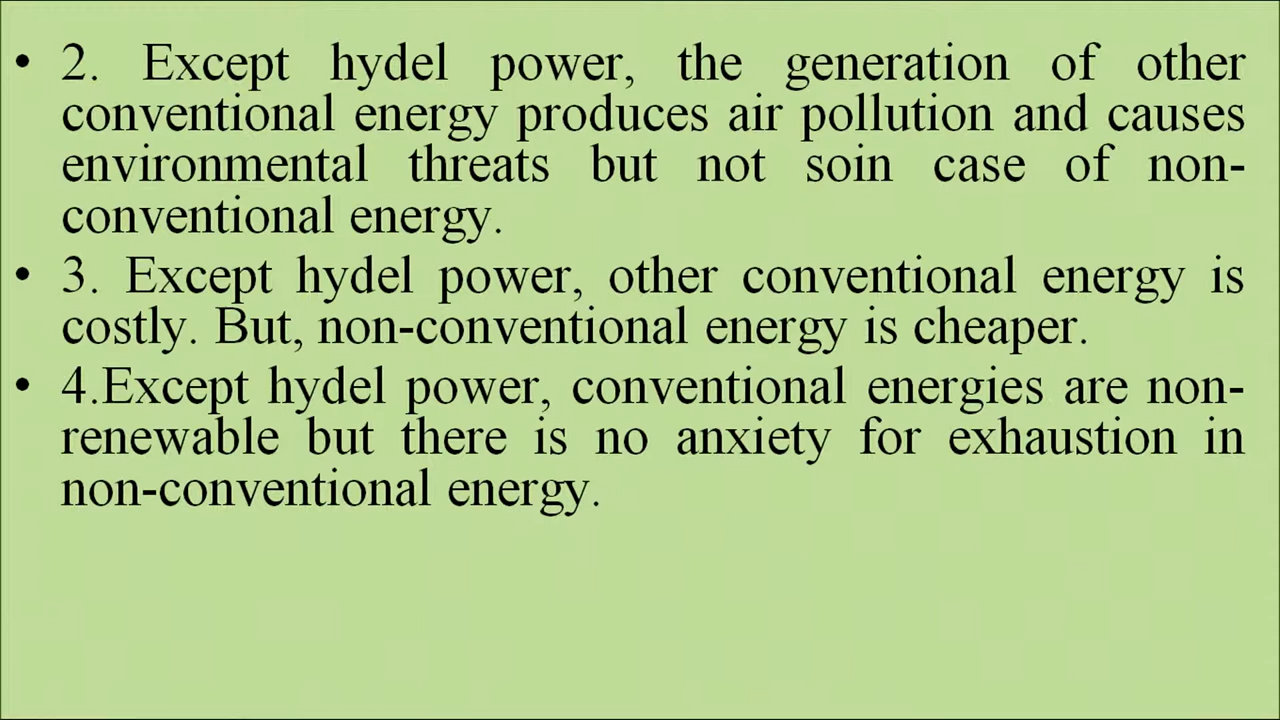 • 2. Except hydel power, the generation of other
conventional energy produces air pollution and causes
environmental threats but not soin case of non-
conventional energy.
• 3. Except hydel power, other conventional energy is
costly. But, non-conventional energy is cheaper.
• 4.Except hydel power, conventional energies are non-
renewable but there is no anxiety for exhaustion in
non-conventional energy.